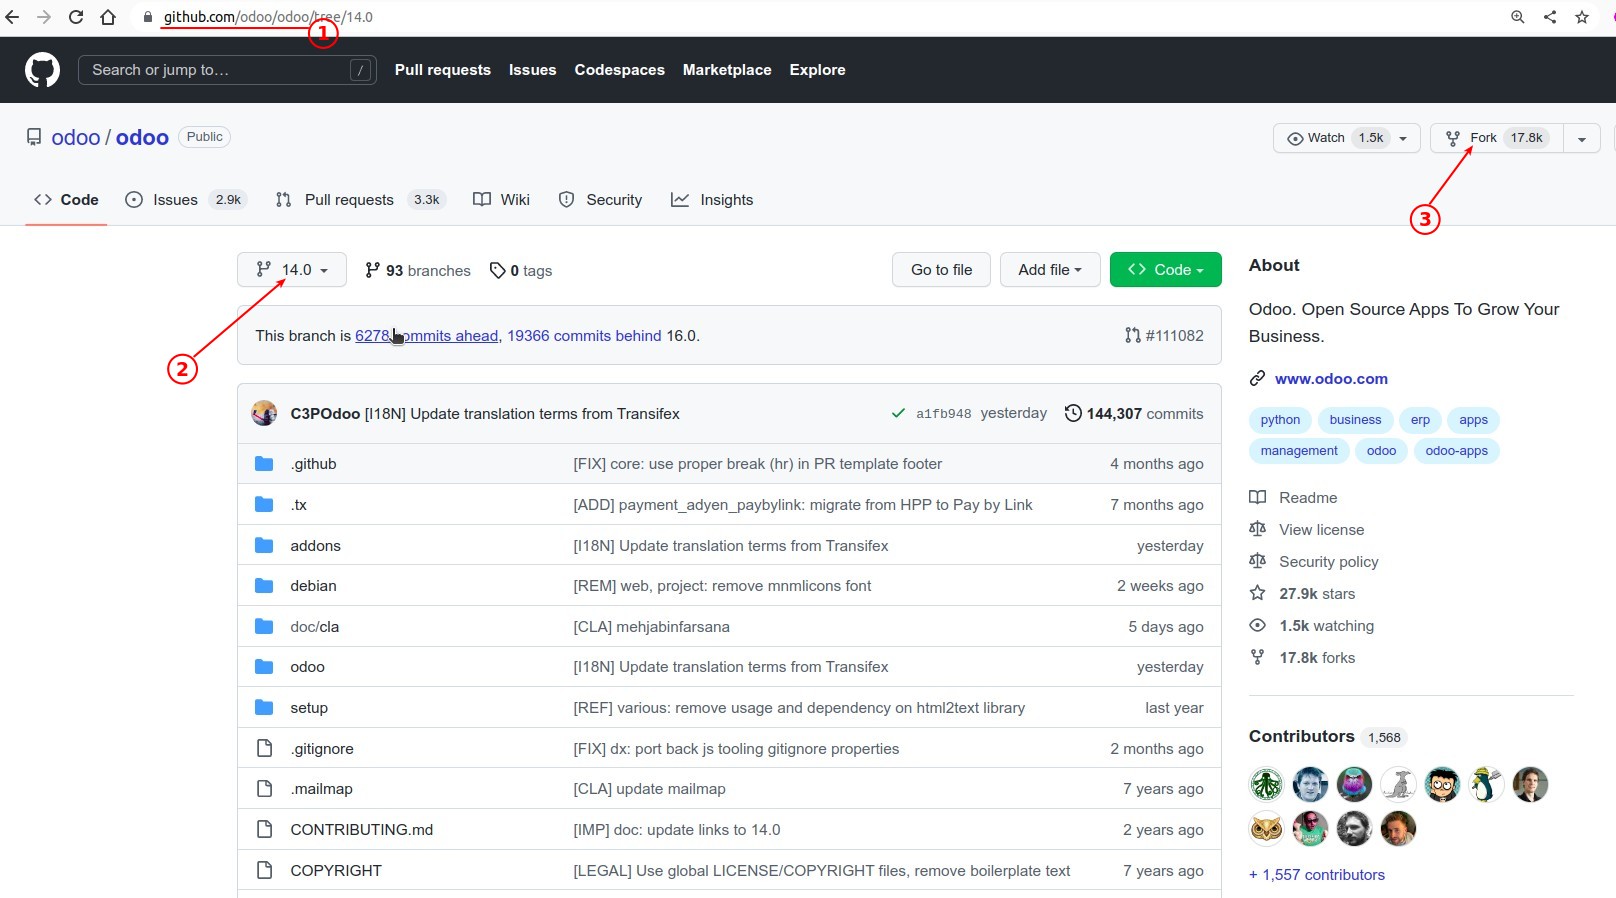 github.com/odoo/odoo/tree/14.0
1
Search or jump to…
/
Pull requests
Issues
Codespaces
Marketplace
Explore
odoo / odoo
Public
Watch 1.5k
Fork 17.8k
3
Code
Issues 2.9k
Pull requests 3.3k
Wiki
Security
Insights
14.0
93 branches
0 tags
Go to file
Add file
Code
2
This branch is 6278 commits ahead, 19366 commits behind 16.0.
#111082
C3POdoo [I18N] Update translation terms from Transifex
a1fb948 yesterday
144,307 commits
.github [FIX] core: use proper break (hr) in PR template footer 4 months ago
.tx [ADD] payment_adyen_paybylink: migrate from HPP to Pay by Link 7 months ago
addons [I18N] Update translation terms from Transifex yesterday
debian [REM] web, project: remove mnmlicons font 2 weeks ago
doc/cla [CLA] mehjabinfarsana 5 days ago
odoo [I18N] Update translation terms from Transifex yesterday
setup [REF] various: remove usage and dependency on html2text library last year
.gitignore [FIX] dx: port back js tooling gitignore properties 2 months ago
.mailmap [CLA] update mailmap 7 years ago
CONTRIBUTING.md [IMP] doc: update links to 14.0 2 years ago
COPYRIGHT [LEGAL] Use global LICENSE/COPYRIGHT files, remove boilerplate text 7 years ago
About
Odoo. Open Source Apps To Grow Your
Business.
www.odoo.com
python business erp apps
management odoo odoo-apps
Readme
View license
Security policy
27.9k stars
1.5k watching
17.8k forks
Contributors 1,568
+ 1,557 contributors